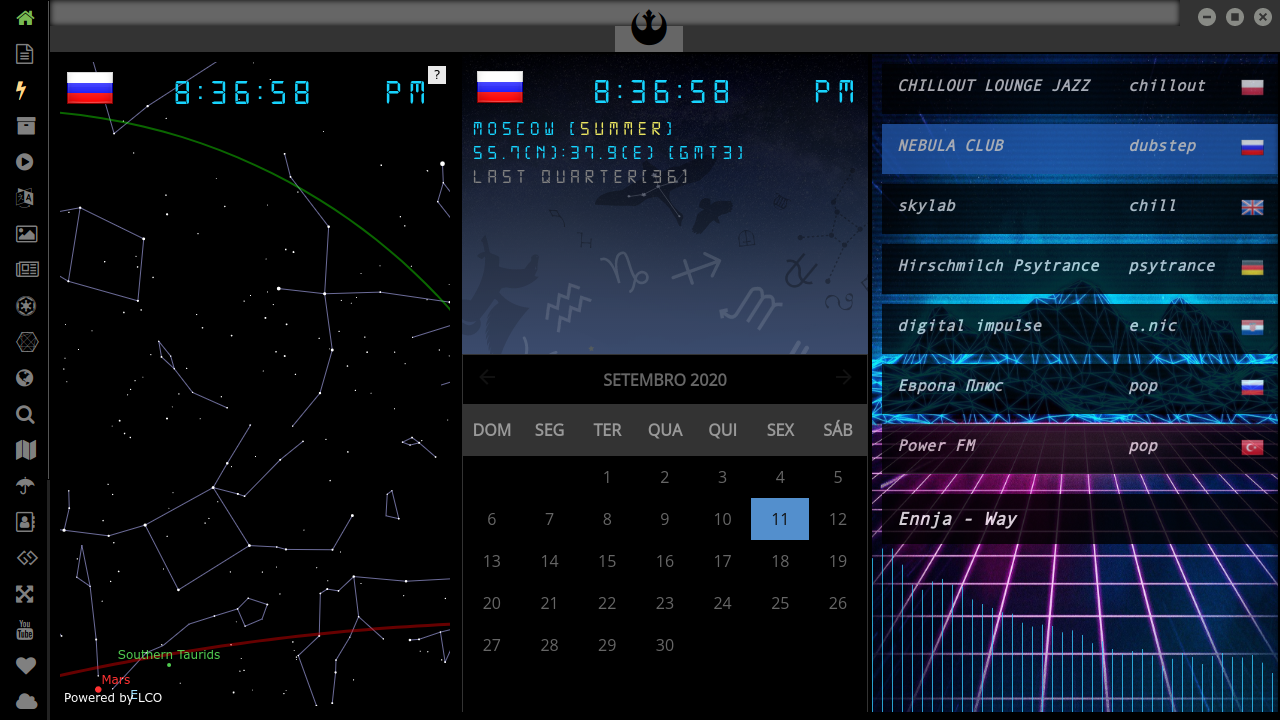 ?
8:36:58 PM
Southern Taurids
Mars
E
Powered by ELCO
8:36:58 PM
MOSCOW (SUMMER)
55.7(N):37.9(E) (GMT3)
LAST QUARTER(36)
SETEMBRO 2020
DOM SEG TER QUA QUI SEX SÁB
1 2 3 4 5
6 7 8 9 10 11 12
13 14 15 16 17 18 19
20 21 22 23 24 25 26
27 28 29 30
CHILLOUT LOUNGE JAZZ chillout
NEBULA CLUB dubstep
skylab chill
Hirschmilch Psytrance psytrance
digital impulse e.nic
Европа Плюс pop
Power FM pop
Ennja - Way
You Tube